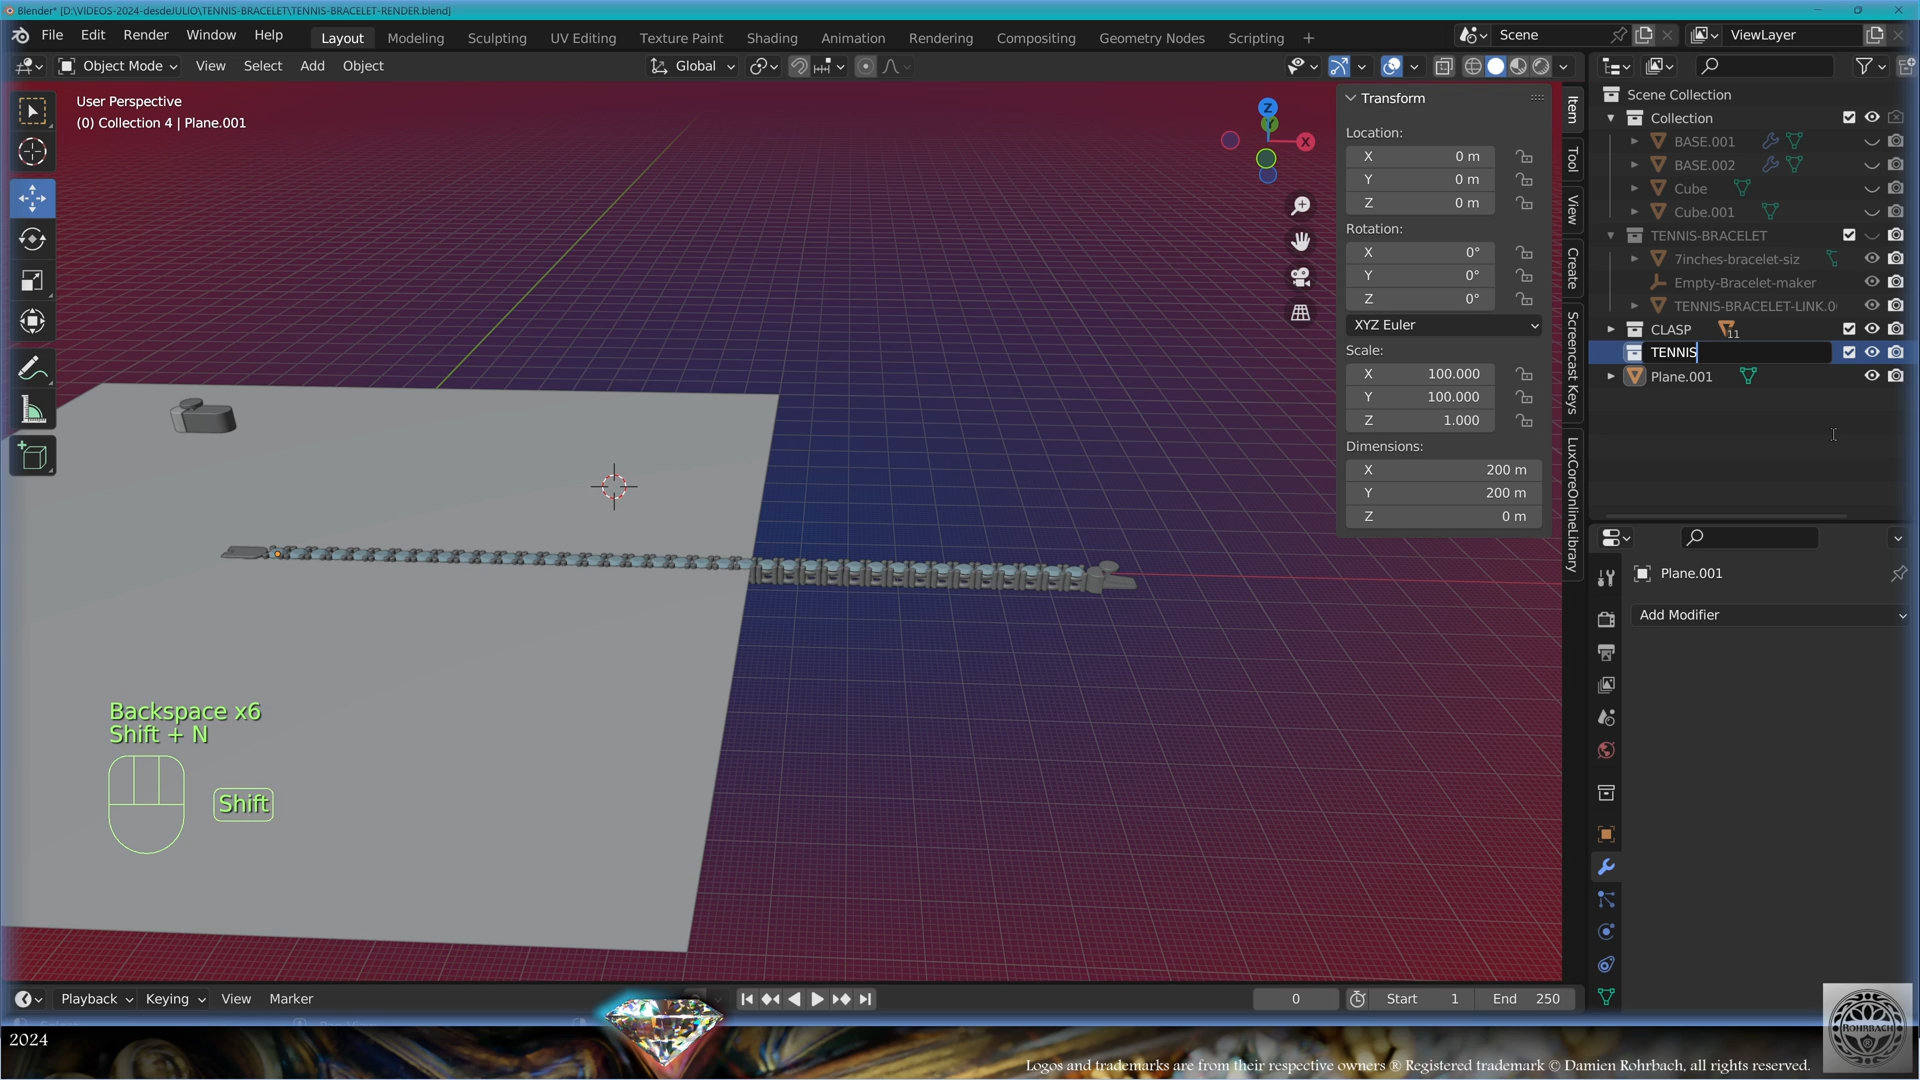 Blender* [D:\VIDEOS-2024-desdeJULIO\TENNIS-BRACELET\TENNIS-BRACELET-RENDER.blend]
File Edit Render Window Help
Layout Modeling Sculpting UV Editing Texture Paint Shading Animation Rendering Compositing Geometry Nodes Scripting +
Scene
ViewLayer
Object Mode View Select Add Object
Global
User Perspective
(0) Collection 4 | Plane.001
Z
Y
X
Transform
Location:
X 0 m
Y 0 m
Z 0 m
Rotation:
X 0°
Y 0°
Z 0°
XYZ Euler
Scale:
X 100.000
Y 100.000
Z 1.000
Dimensions:
X 200 m
Y 200 m
Z 0 m
Item
Tool
View
Create
Screencast Keys
LuxCoreOnlineLibrary
Scene Collection
Collection
BASE.001
BASE.002
Cube
Cube.001
TENNIS-BRACELET
7inches-bracelet-siz
Empty-Bracelet-maker
TENNIS-BRACELET-LINK.0
CLASP 11
TENNIS
Plane.001
Plane.001
Add Modifier
Backspace x6
Shift + N
Shift
Playback Keying View Marker
0
Start 1
End 250
2024
ROHRBACH
®
Logos and trademarks are from their respective owners ® Registered trademark © Damien Rohrbach, all rights reserved.